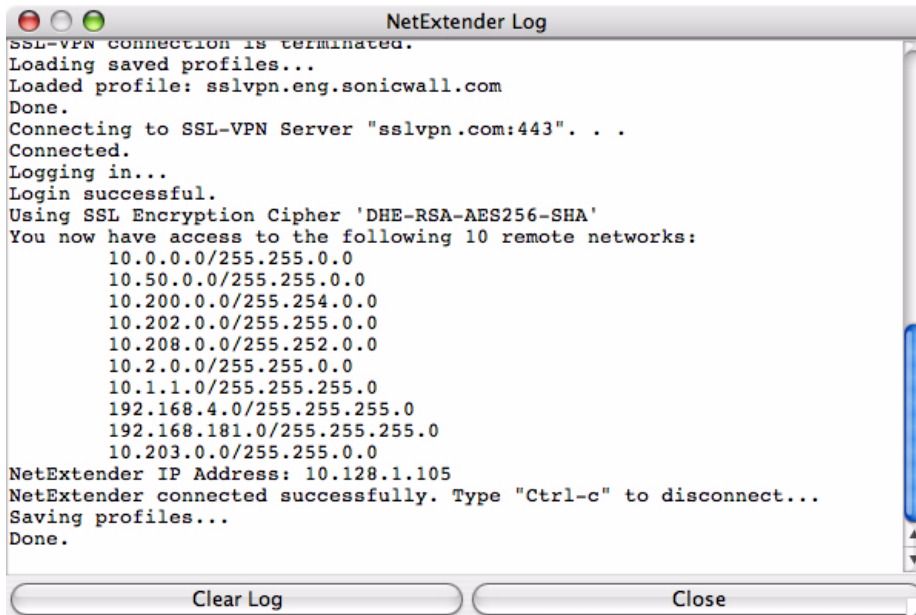 NetExtender Log
SSL-VPN connection is terminated.
Loading saved profiles...
Loaded profile: sslvpn.eng.sonicwall.com
Done.
Connecting to SSL-VPN Server "sslvpn.com:443". . .
Connected.
Logging in...
Login successful.
Using SSL Encryption Cipher 'DHE-RSA-AES256-SHA'
You now have access to the following 10 remote networks:
10.0.0.0/255.255.0.0
10.50.0.0/255.255.0.0
10.200.0.0/255.254.0.0
10.202.0.0/255.255.0.0
10.208.0.0/255.252.0.0
10.2.0.0/255.255.0.0
10.1.1.0/255.255.255.0
192.168.4.0/255.255.255.0
192.168.181.0/255.255.255.0
10.203.0.0/255.255.0.0
NetExtender IP Address: 10.128.1.105
NetExtender connected successfully. Type "Ctrl-c" to disconnect...
Saving profiles...
Done.
Clear Log
Close